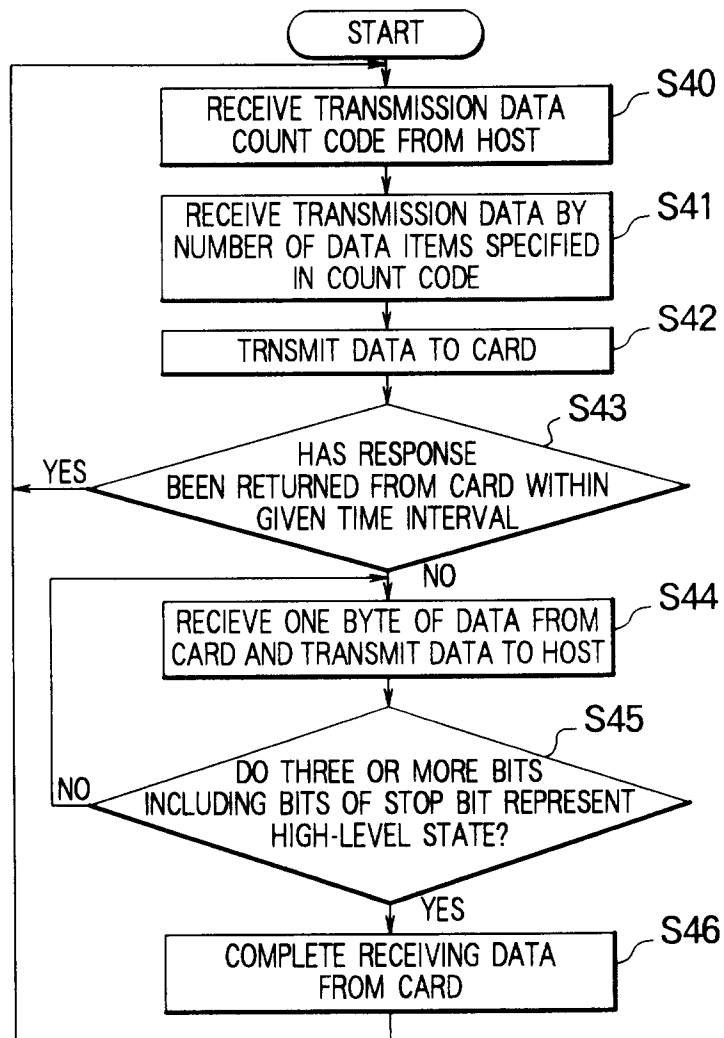 START
S40
RECEIVE TRANSMISSION DATA
COUNT CODE FROM HOST
S41
RECEIVE TRANSMISSION DATA BY
NUMBER OF DATA ITEMS SPECIFIED
IN COUNT CODE
S42
TRNSMIT DATA TO CARD
S43
HAS RESPONSE
BEEN RETURNED FROM CARD WITHIN
GIVEN TIME INTERVAL
YES
NO
S44
RECIEVE ONE BYTE OF DATA FROM
CARD AND TRANSMIT DATA TO HOST
S45
DO THREE OR MORE BITS
INCLUDING BITS OF STOP BIT REPRESENT
HIGH-LEVEL STATE?
NO
YES
S46
COMPLETE RECEIVING DATA
FROM CARD